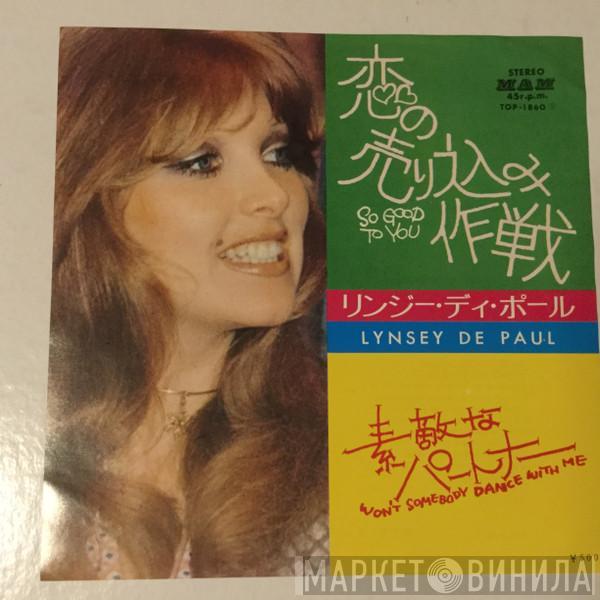 恋の
売り込み
作戦
SO GOOD
TO YOU
STEREO
MAM
45r.p.m.
TOP-1860
リンジー・ディ・ポール
LYNSEY DE PAUL
素敵な
パートナー
WON'T SOMEBODY DANCE WITH ME
¥500
МАРКЕТ ВИНИЛА